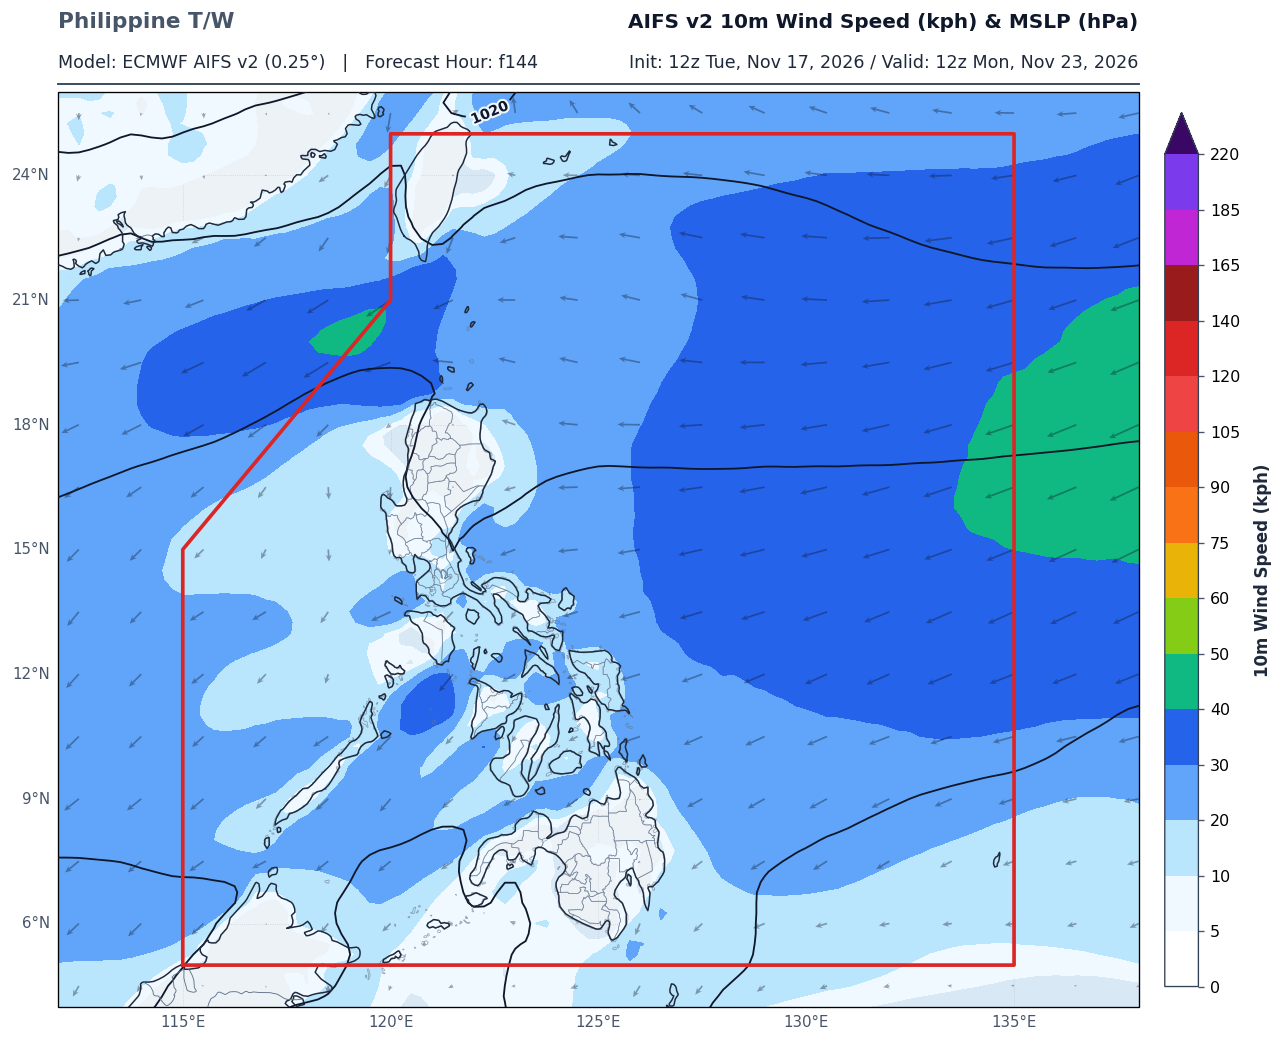 Philippine T/W
AIFS v2 10m Wind Speed (kph) & MSLP (hPa)
Model: ECMWF AIFS v2 (0.25°) | Forecast Hour: f144
Init: 12z Tue, Nov 17, 2026 / Valid: 12z Mon, Nov 23, 2026
1020
24°N
21°N
18°N
15°N
12°N
9°N
6°N
115°E
120°E
125°E
130°E
135°E
220
185
165
140
120
105
90
75
60
50
40
30
20
10
5
0
10m Wind Speed (kph)